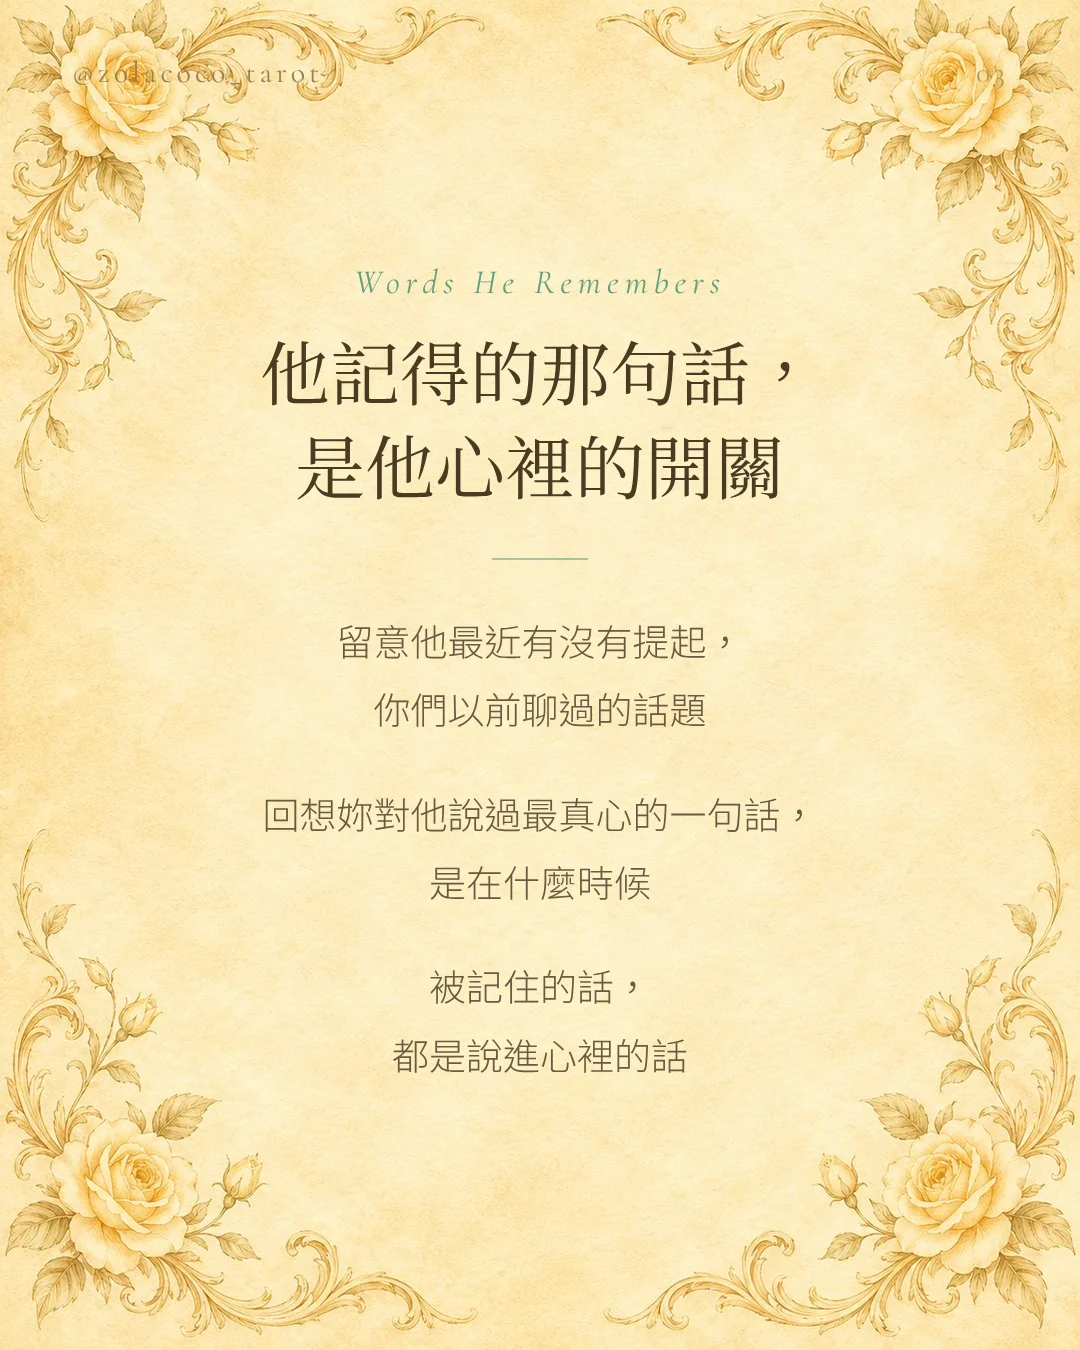 @zolacoco_tarot
03
Words He Remembers
他記得的那句話，
是他心裡的開關
留意他最近有沒有提起，
你們以前聊過的話題
回想妳對他說過最真心的一句話，
是在什麼時候
被記住的話，
都是說進心裡的話